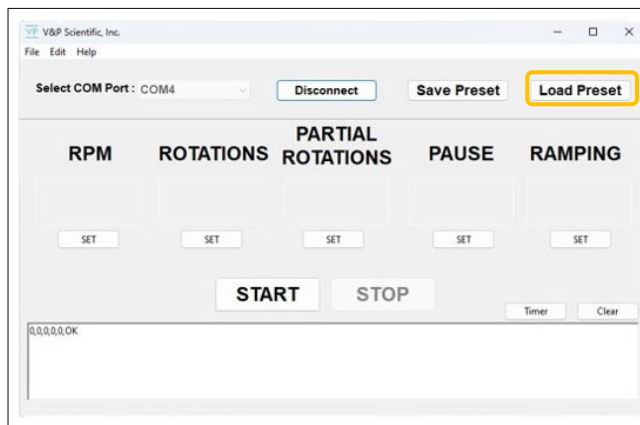 VP V&P Scientific, Inc.
File Edit Help
Select COM Port : COM4 Disconnect Save Preset Load Preset
RPM ROTATIONS PARTIAL ROTATIONS PAUSE RAMPING
SET SET SET SET SET
START STOP
Timer Clear
0,0,0,0,0,OK